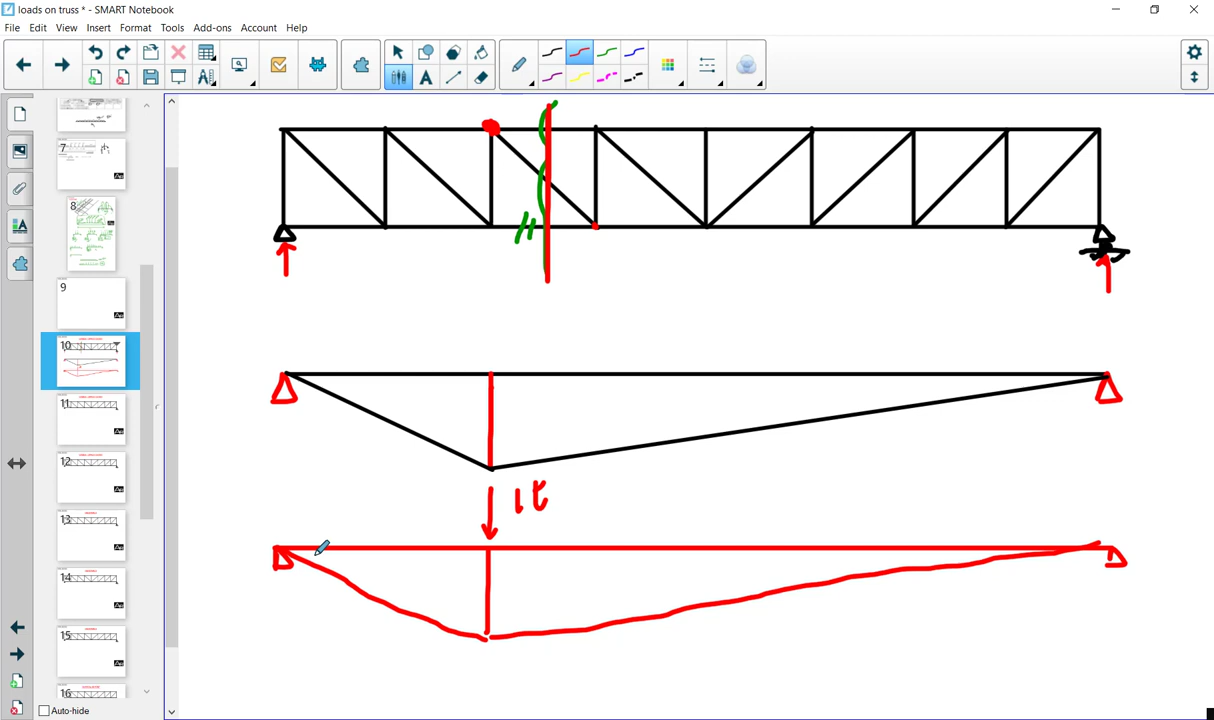 loads on truss * - SMART Notebook
File Edit View Insert Format Tools Add-ons Account Help
7
8
9
10
11
12
13
14
15
16
1t
Auto-hide